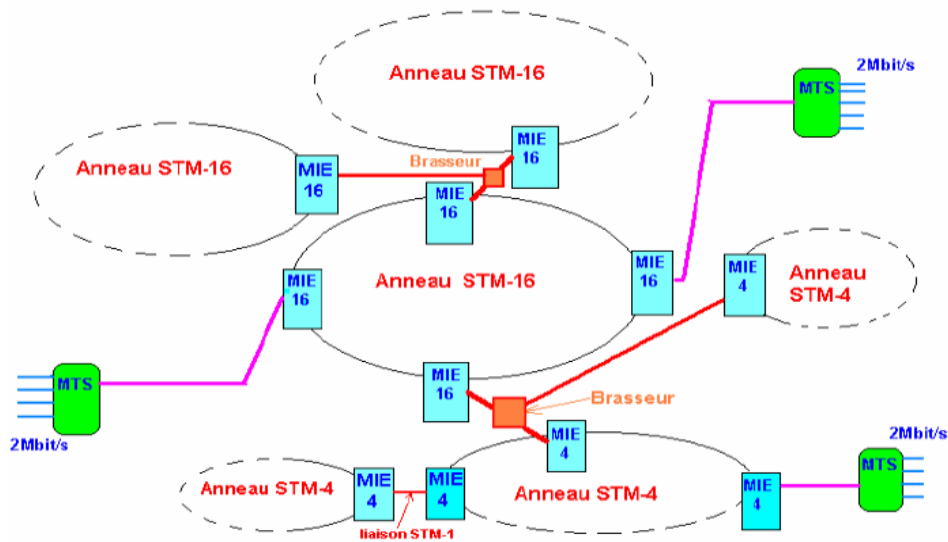 Anneau STM-16
2Mbit/s
MTS
MIE
16
Brasseur
Anneau STM-16
MIE
16
MIE
16
Anneau STM-16
MIE
16
MIE
16
MIE
4
Anneau
STM-4
MTS
2Mbit/s
MIE
16
Brasseur
MIE
4
2Mbit/s
MTS
Anneau STM-4
MIE
4
MIE
4
Anneau STM-4
MIE
4
liaison STM-1